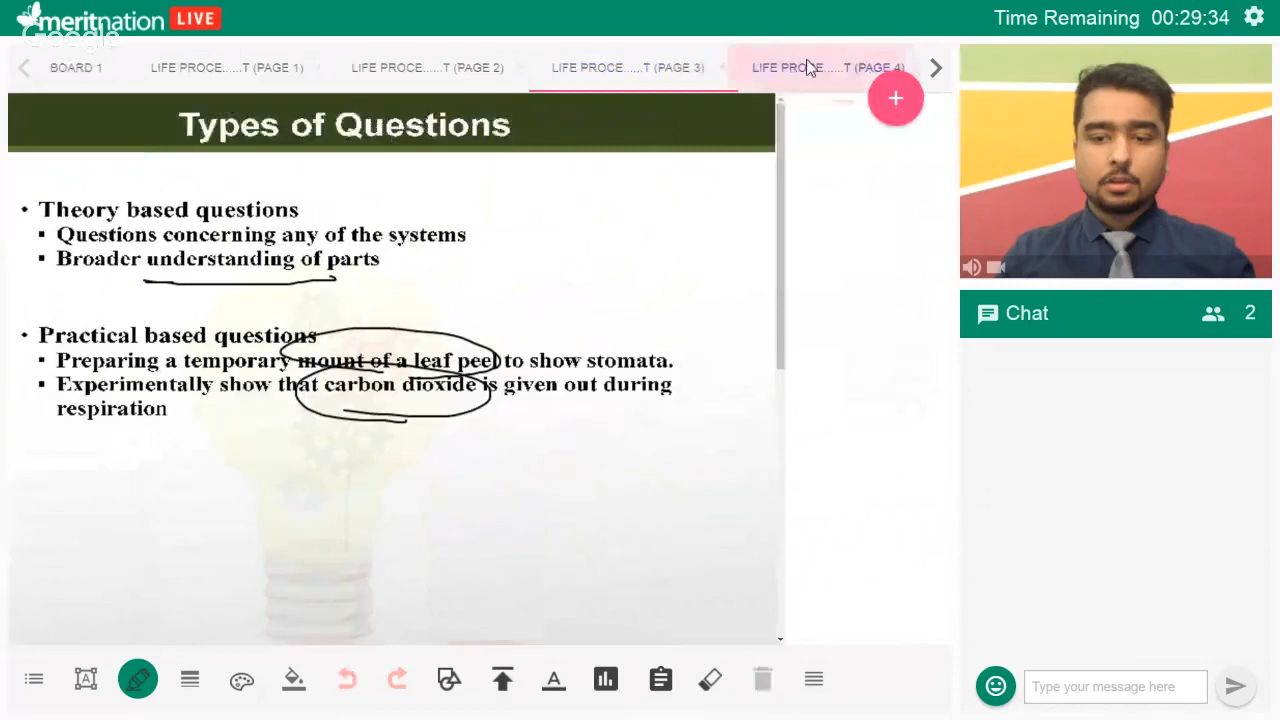 meritnation LIVE
Google
Time Remaining 00:29:34
BOARD 1
LIFE PROCE......T (PAGE 1)
LIFE PROCE......T (PAGE 2)
LIFE PROCE......T (PAGE 3)
LIFE PROCE......T (PAGE 4)
+
Types of Questions
• Theory based questions
▪ Questions concerning any of the systems
▪ Broader understanding of parts
• Practical based questions
▪ Preparing a temporary mount of a leaf peel to show stomata.
▪ Experimentally show that carbon dioxide is given out during
respiration
Chat
2
A
A
Type your message here